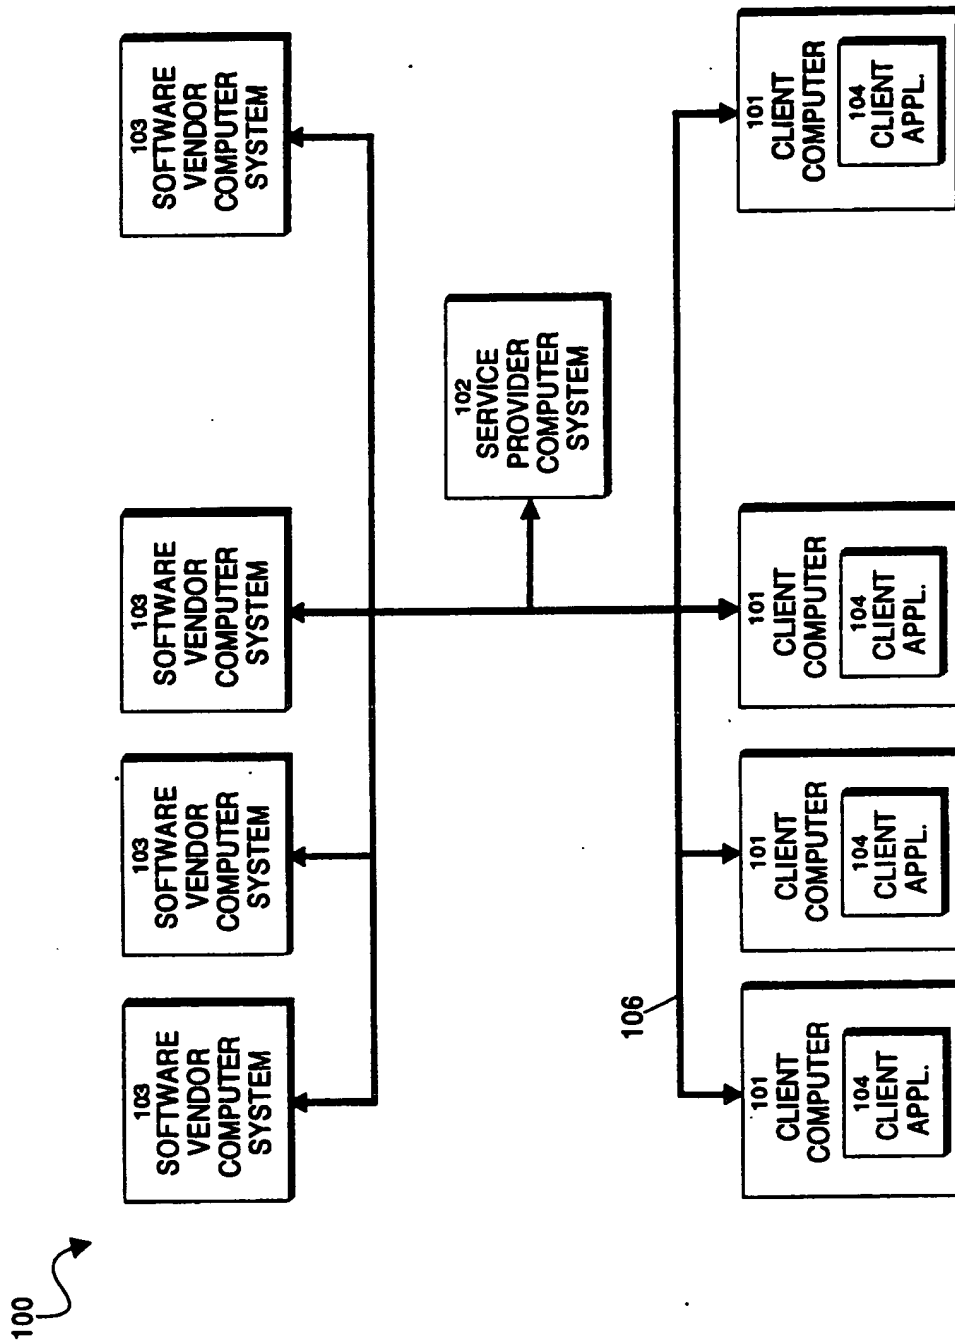 100
103
SOFTWARE
VENDOR
COMPUTER
SYSTEM
103
SOFTWARE
VENDOR
COMPUTER
SYSTEM
103
SOFTWARE
VENDOR
COMPUTER
SYSTEM
103
SOFTWARE
VENDOR
COMPUTER
SYSTEM
102
SERVICE
PROVIDER
COMPUTER
SYSTEM
106
101
CLIENT
COMPUTER
104
CLIENT
APPL.
101
CLIENT
COMPUTER
104
CLIENT
APPL.
101
CLIENT
COMPUTER
104
CLIENT
APPL.
101
CLIENT
COMPUTER
104
CLIENT
APPL.